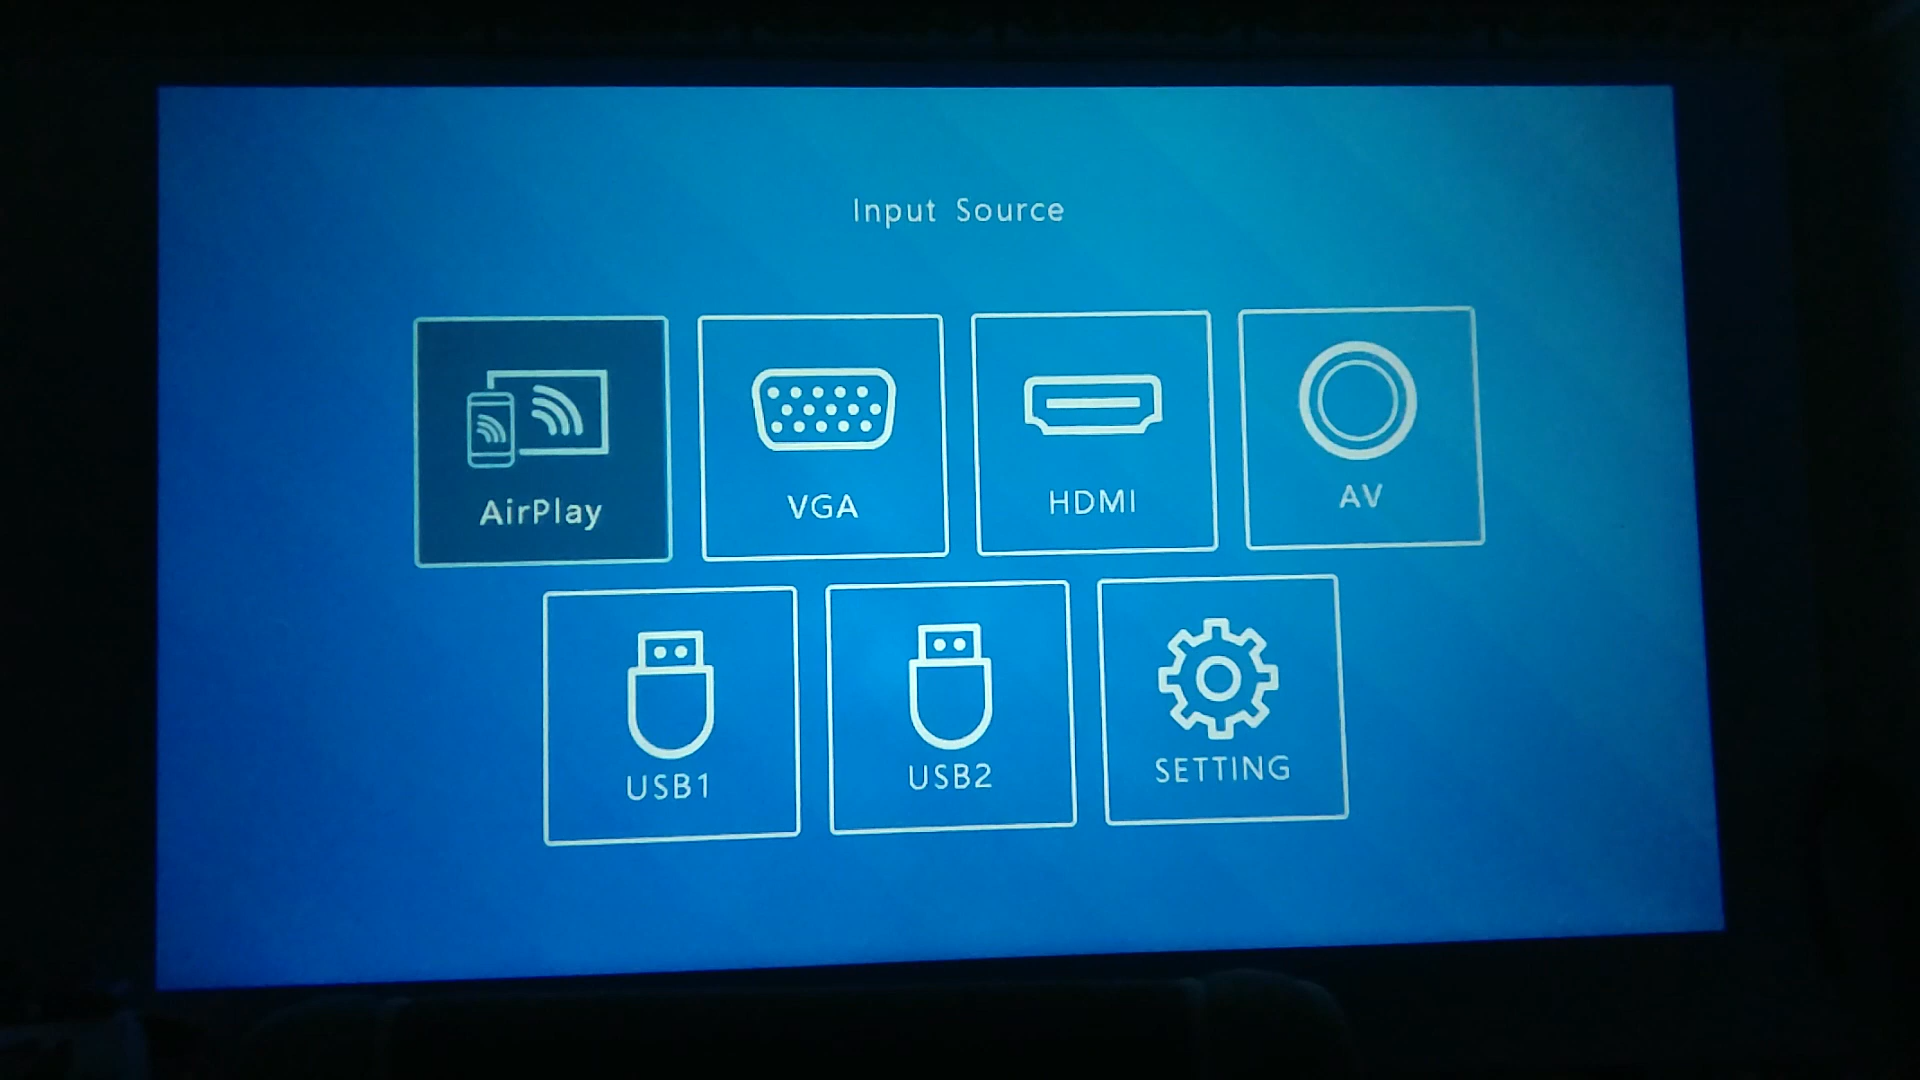 Input Source
AirPlay
VGA
HDMI
AV
USB1
USB2
SETTING